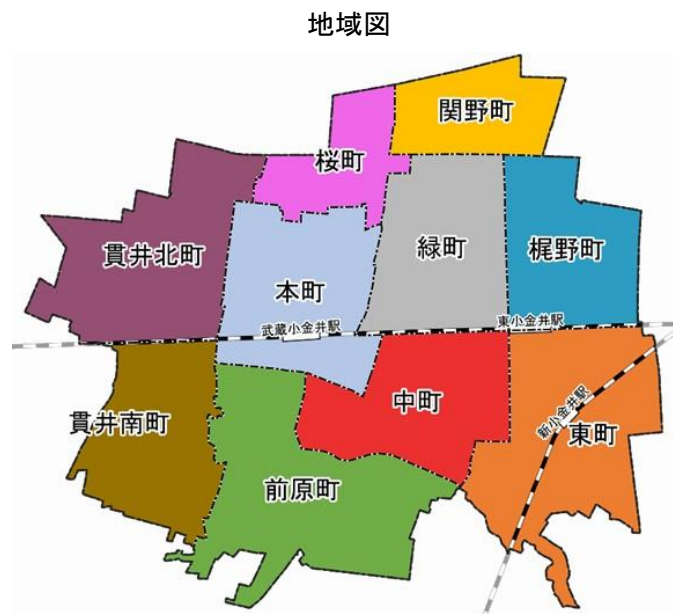 地域図
関野町
桜町
貫井北町
緑町
梶野町
本町
武蔵小金井駅
東小金井駅
貫井南町
中町
新小金井駅
東町
前原町